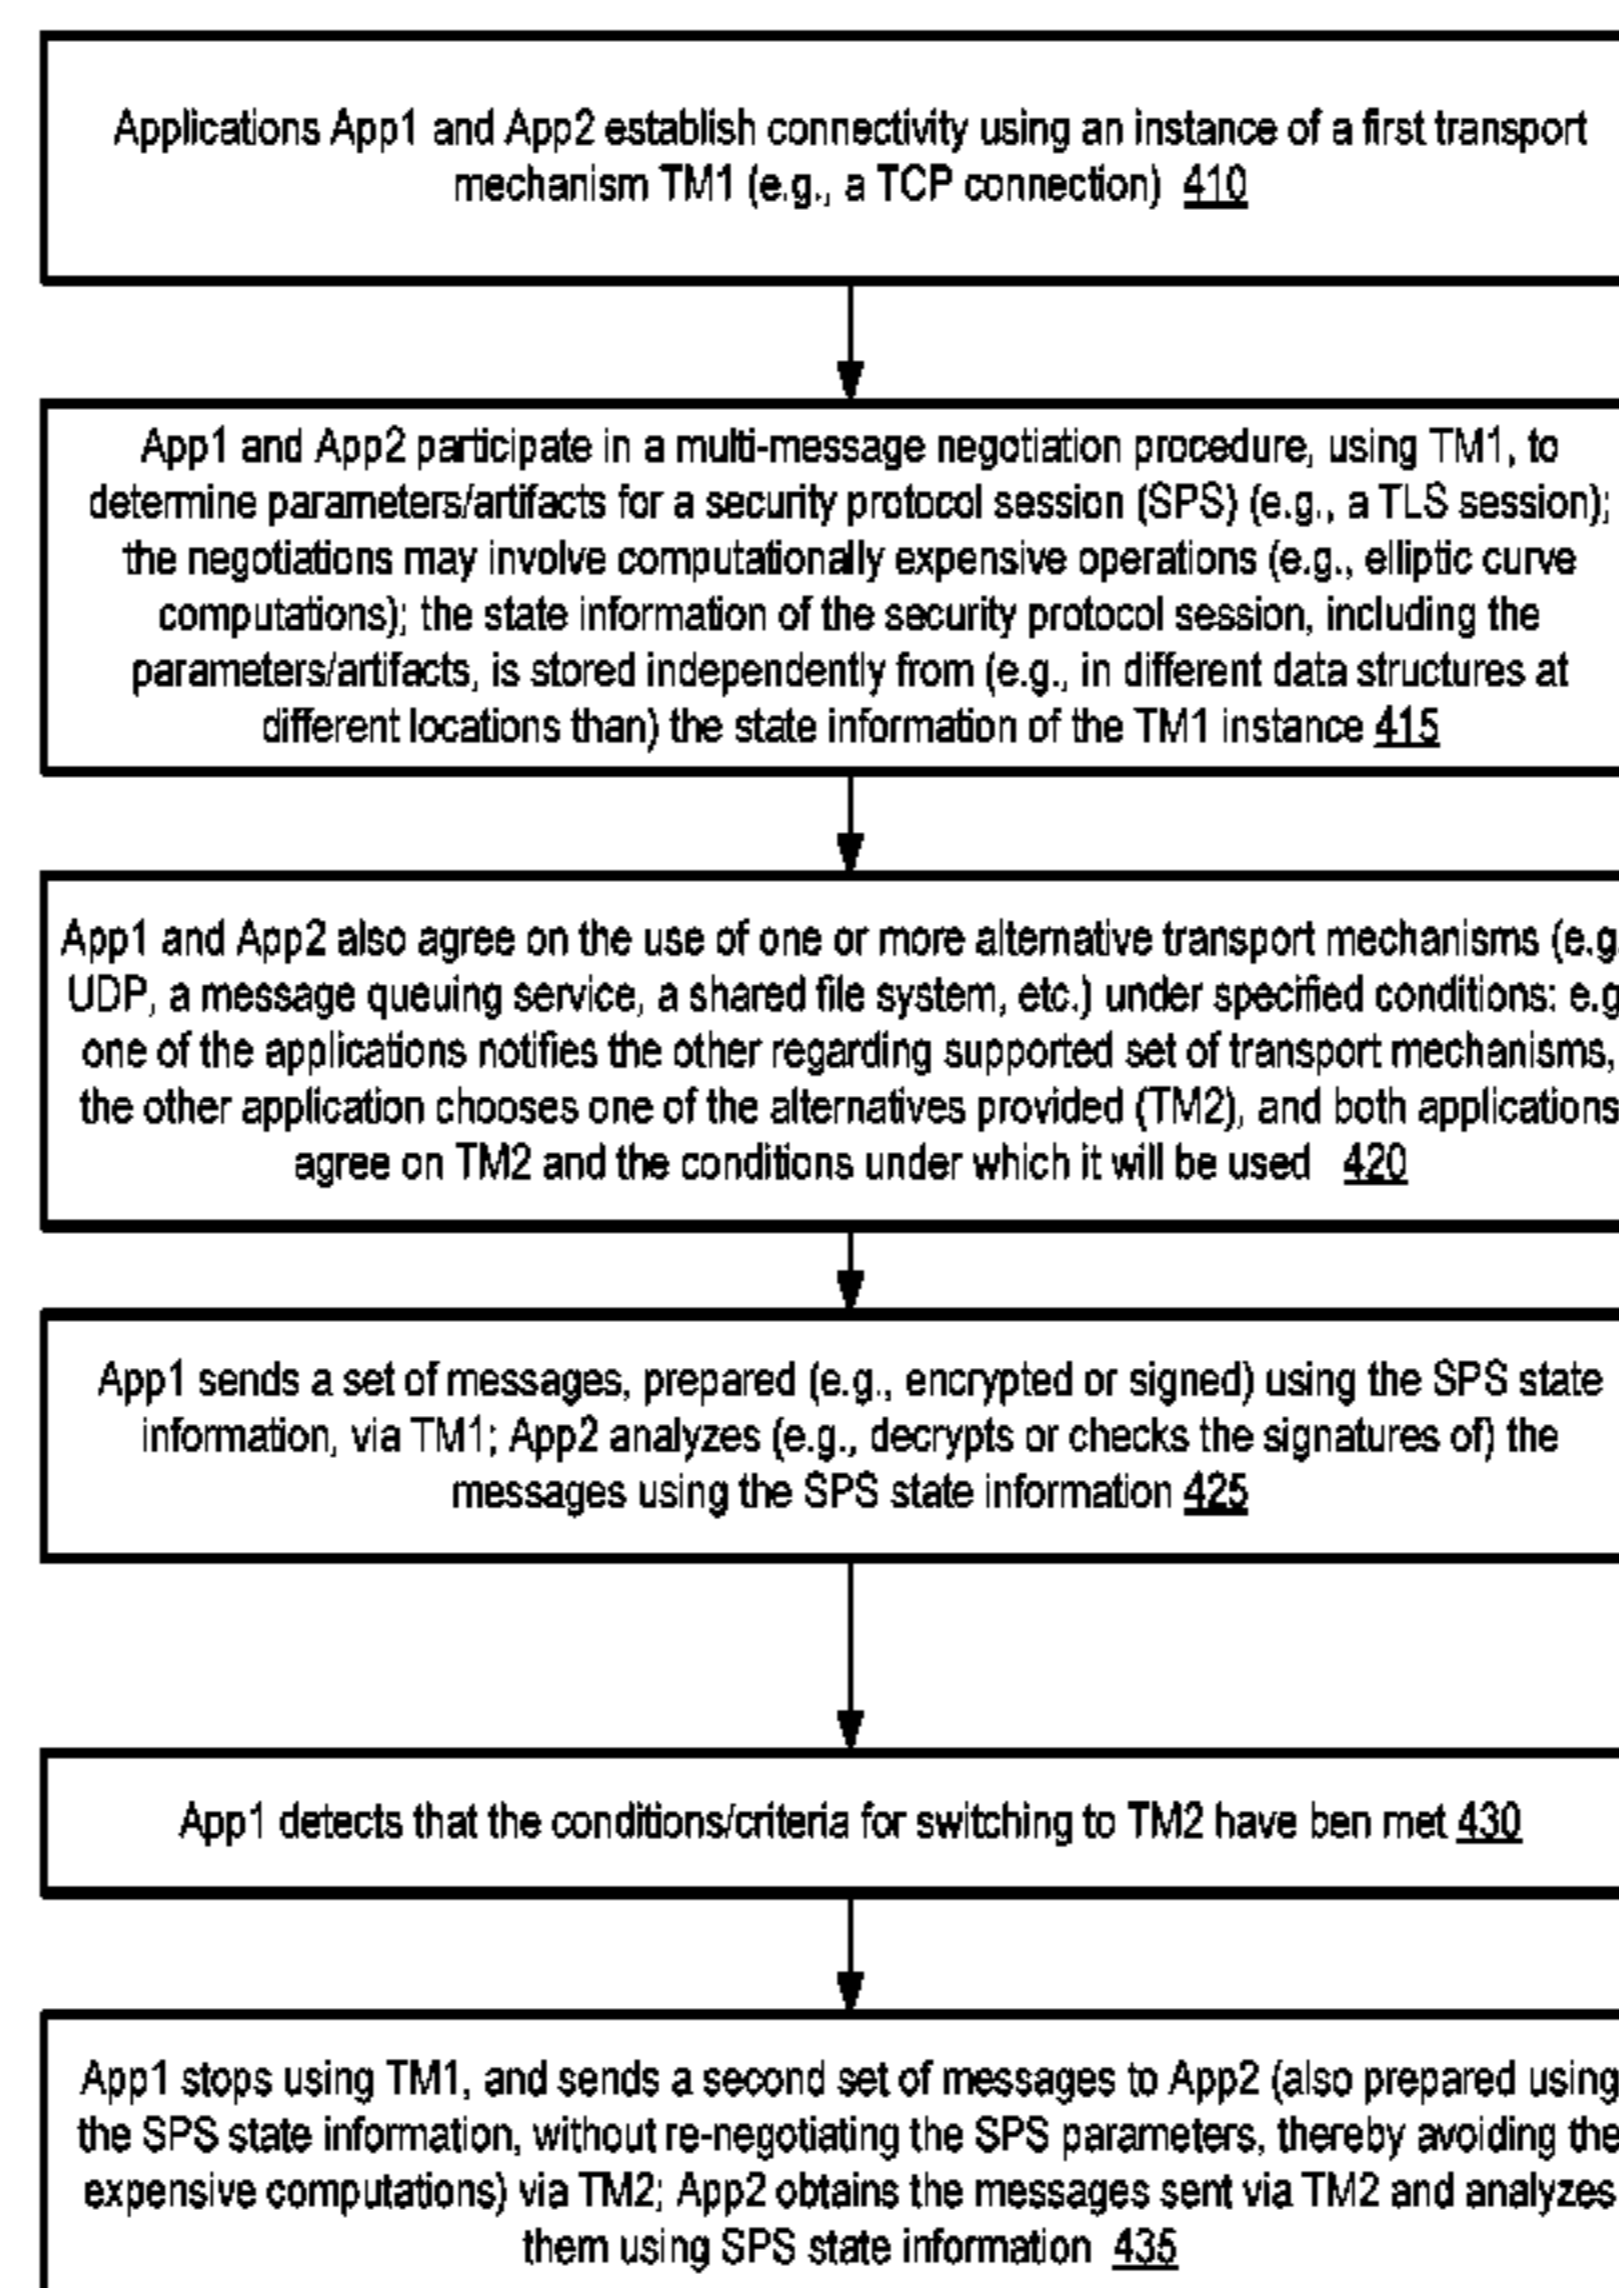 Applications App1 and App2 establish connectivity using an instance of a first transport
mechanism TM1 (e.g., a TCP connection) 410
App1 and App2 participate in a multi-message negotiation procedure, using TM1, to
determine parameters/artifacts for a security protocol session (SPS) (e.g., a TLS session);
the negotiations may involve computationally expensive operations (e.g., elliptic curve
computations); the state information of the security protocol session, including the
parameters/artifacts, is stored independently from (e.g., in different data structures at
different locations than) the state information of the TM1 instance 415
App1 and App2 also agree on the use of one or more alternative transport mechanisms (e.g.
UDP, a message queuing service, a shared file system, etc.) under specified conditions: e.g
one of the applications notifies the other regarding supported set of transport mechanisms,
the other application chooses one of the alternatives provided (TM2), and both applications
agree on TM2 and the conditions under which it will be used 420
App1 sends a set of messages, prepared (e.g., encrypted or signed) using the SPS state
information, via TM1; App2 analyzes (e.g., decrypts or checks the signatures of) the
messages using the SPS state information 425
App1 detects that the conditions/criteria for switching to TM2 have ben met 430
App1 stops using TM1, and sends a second set of messages to App2 (also prepared using
the SPS state information, without re-negotiating the SPS parameters, thereby avoiding the
expensive computations) via TM2; App2 obtains the messages sent via TM2 and analyzes
them using SPS state information 435